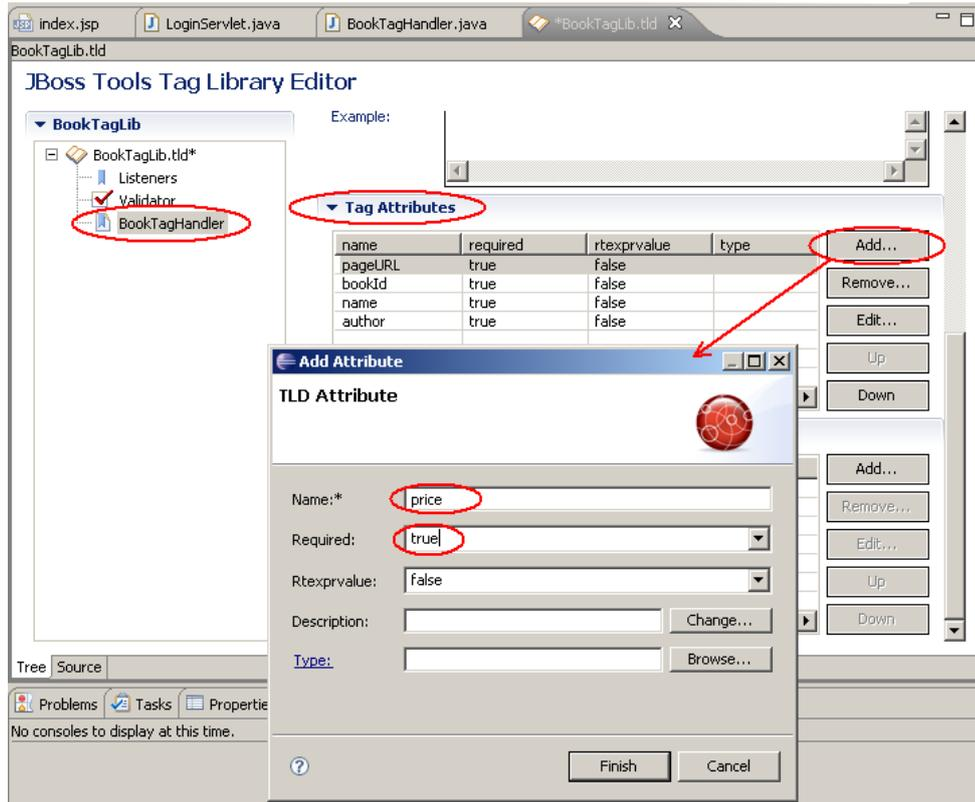 index.jsp
LoginServlet.java
BookTagHandler.java
*BookTagLib.tld
BookTagLib.tld
JBoss Tools Tag Library Editor
BookTagLib
BookTagLib.tld*
Listeners
Validator
BookTagHandler
Example:
Tag Attributes
name required rtexprvalue type
pageURL true false
bookId true false
name true false
author true false
Add...
Remove...
Edit...
Up
Down
Add...
Remove...
Edit...
Up
Down
Add Attribute
TLD Attribute
Name:* price
Required: true
Rtexprvalue: false
Description: Change...
Type: Browse...
Finish Cancel
Tree Source
Problems Tasks Propertie
No consoles to display at this time.